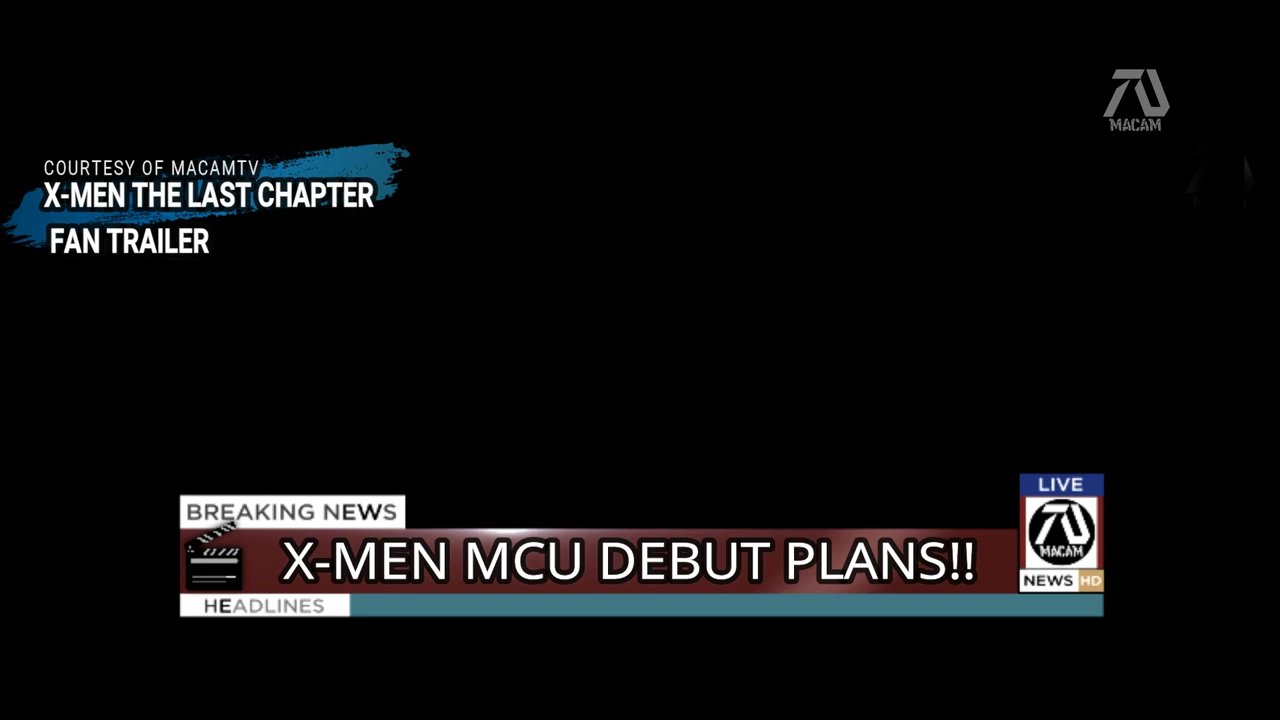 MACAM
COURTESY OF MACAMTV
X-MEN THE LAST CHAPTER
FAN TRAILER
LIVE
BREAKING NEWS
MACAM
X-MEN MCU DEBUT PLANS!!
NEWS HD
HEADLINES